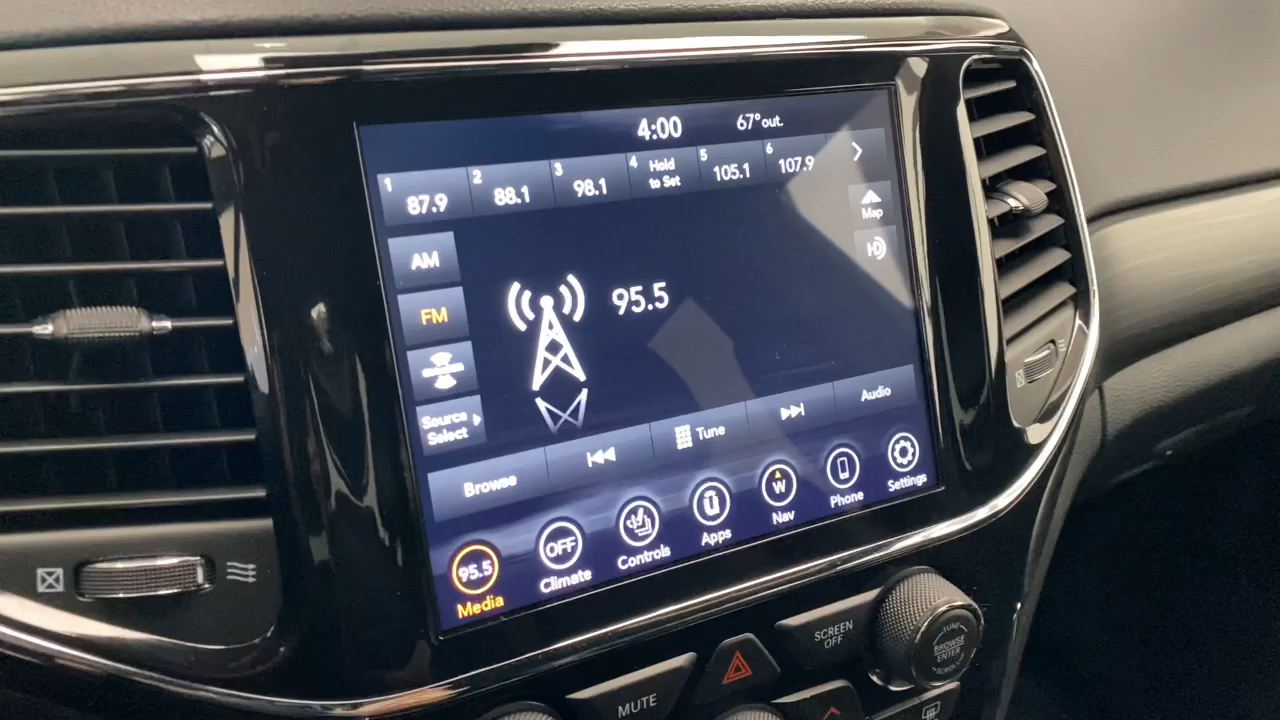 4:00 67° out.
1 87.9
2 88.1
3 98.1
4 Hold
to Set
5 105.1
6 107.9
Map
AM
FM
95.5
Source
Select
Browse
Tune
Audio
95.5
Media
OFF
Climate
Controls
Apps
W
Nav
Phone
Settings
MUTE
SCREEN
OFF
TUNE
BROWSE
ENTER
SCROLL